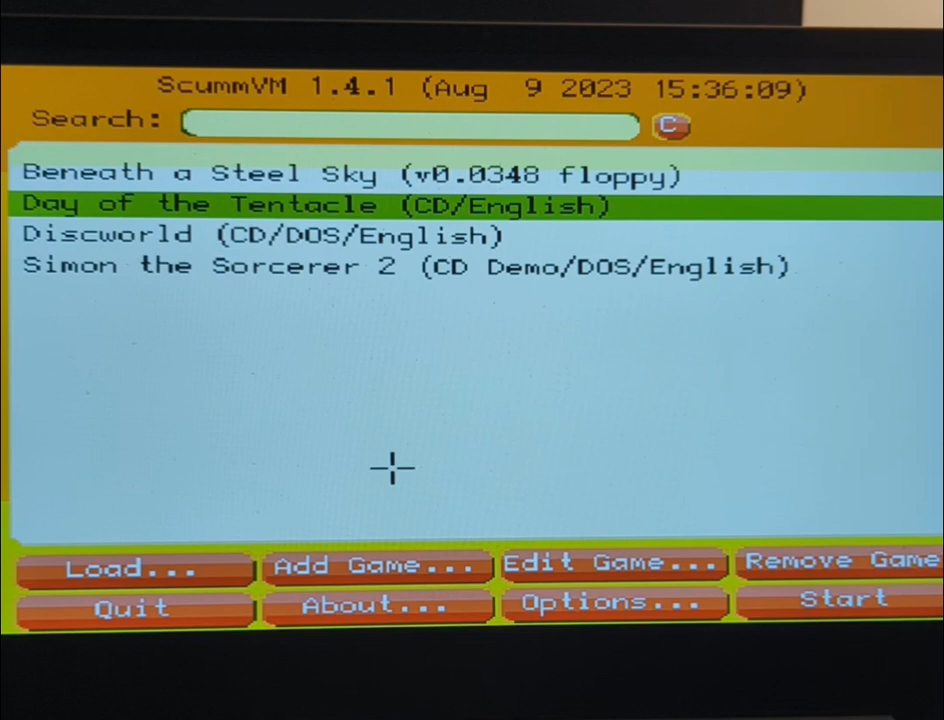 ScummVM 1.4.1 (Aug  9 2023 15:36:09)
Search:
C
Beneath a Steel Sky (v0.0348 floppy)
Day of the Tentacle (CD/English)
Discworld (CD/DOS/English)
Simon the Sorcerer 2 (CD Demo/DOS/English)
Load... Add Game... Edit Game... Remove Game
Quit About... Options... Start